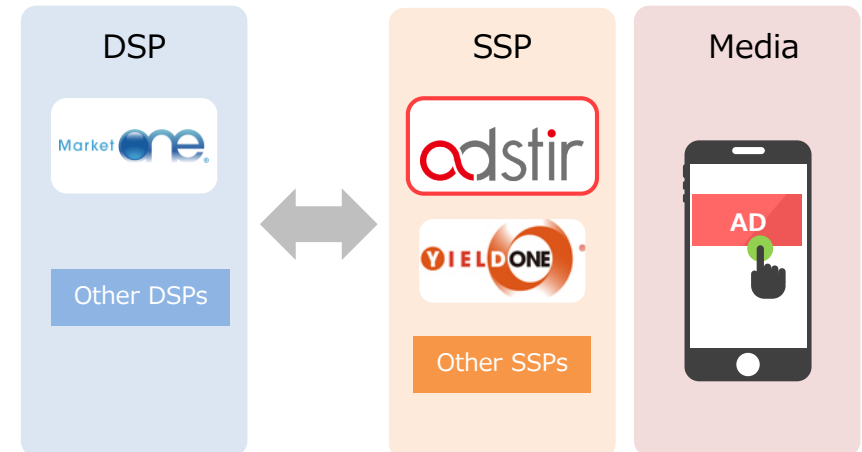 DSP
Market One®
Other DSPs
SSP
adstir
YIELDONE®
Other SSPs
Media
AD